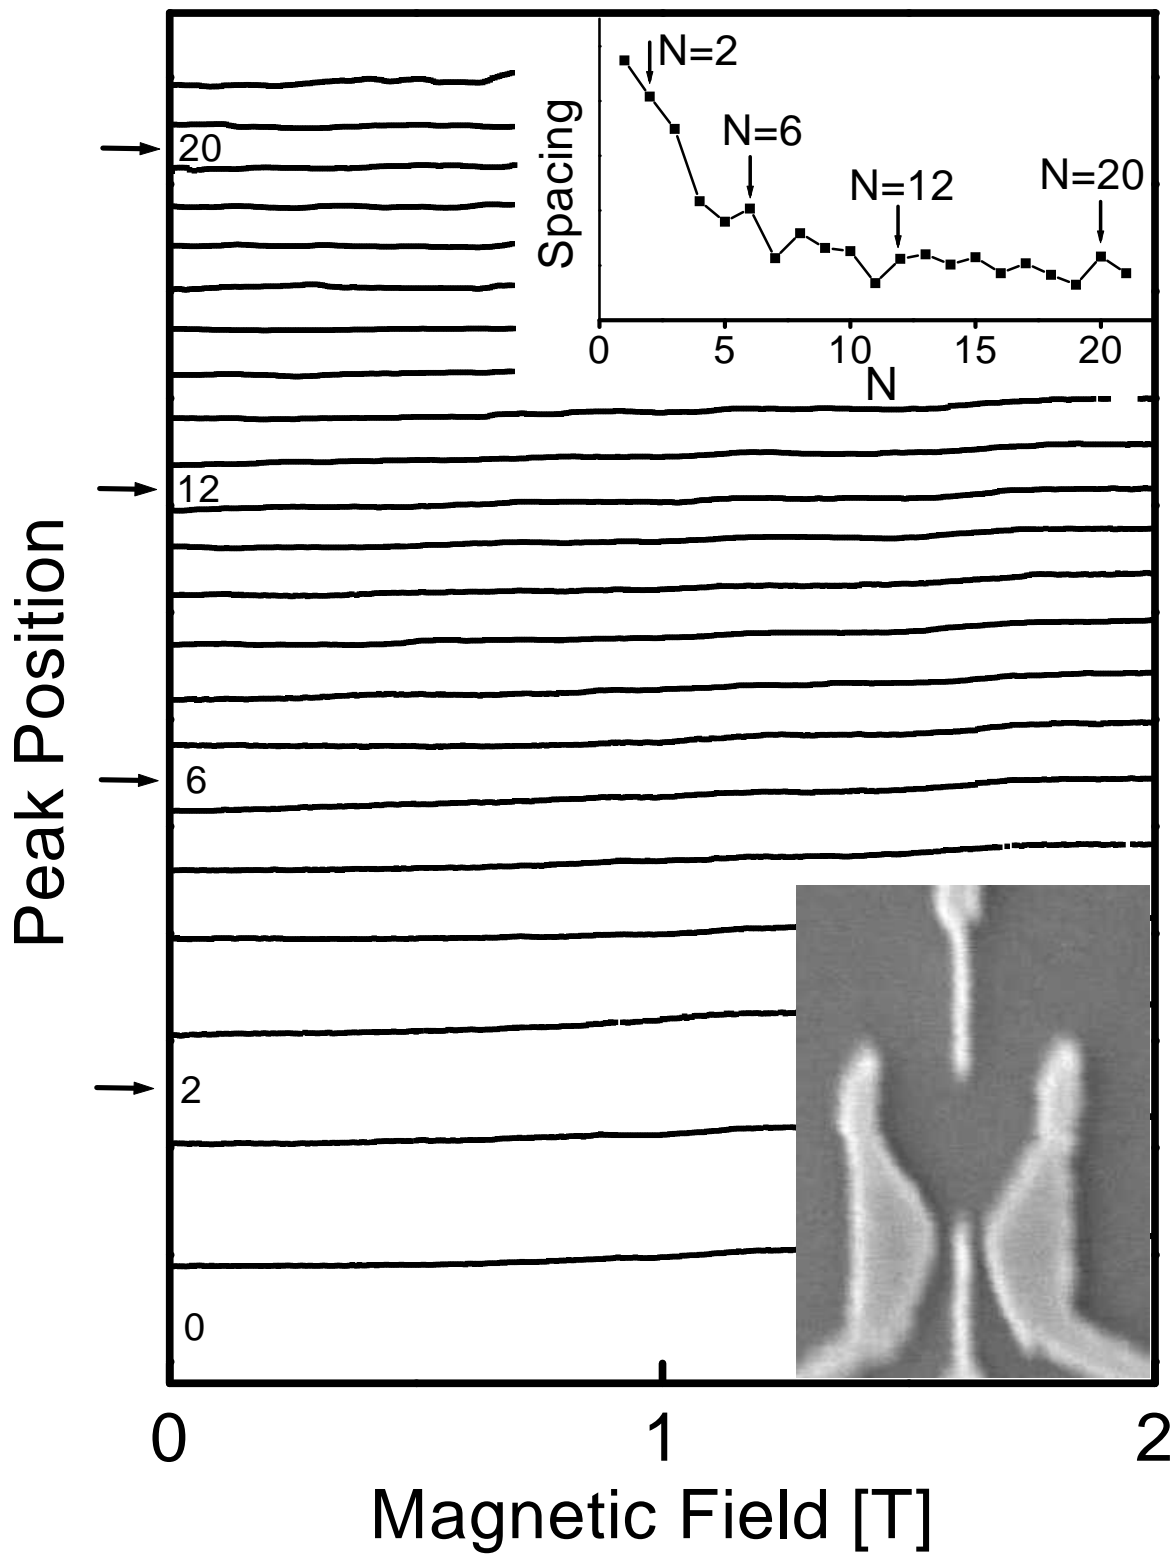 N=2
N=6
N=12
N=20
Spacing
0 5 10 15 20
N
20
12
6
2
0
Peak Position
0 1 2
Magnetic Field [T]